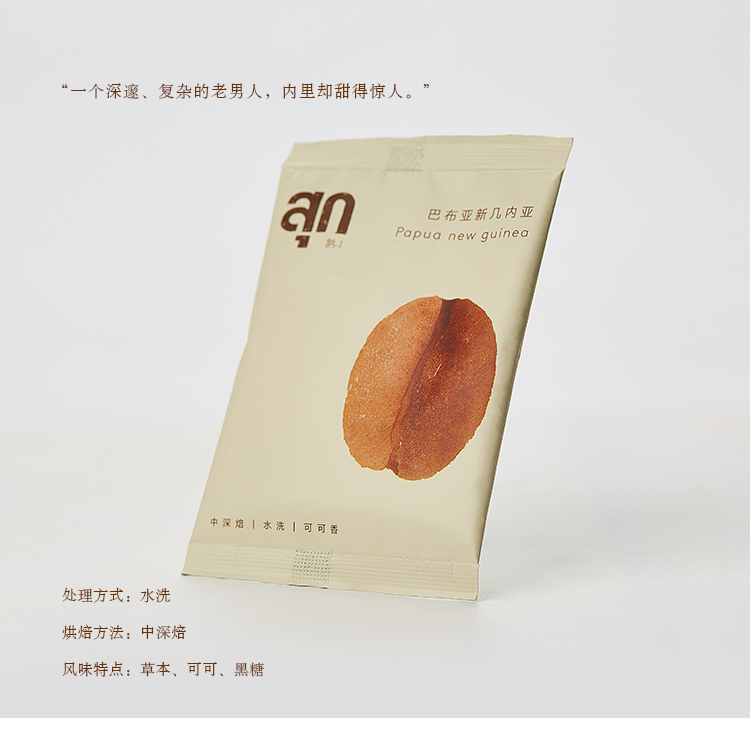 “一个深邃、复杂的老男人，内里却甜得惊人。”
สุก
巴布亚新几内亚
Papua new guinea
中深焙 | 水洗 | 可可香
处理方式：水洗
烘焙方法：中深焙
风味特点：草本、可可、黑糖